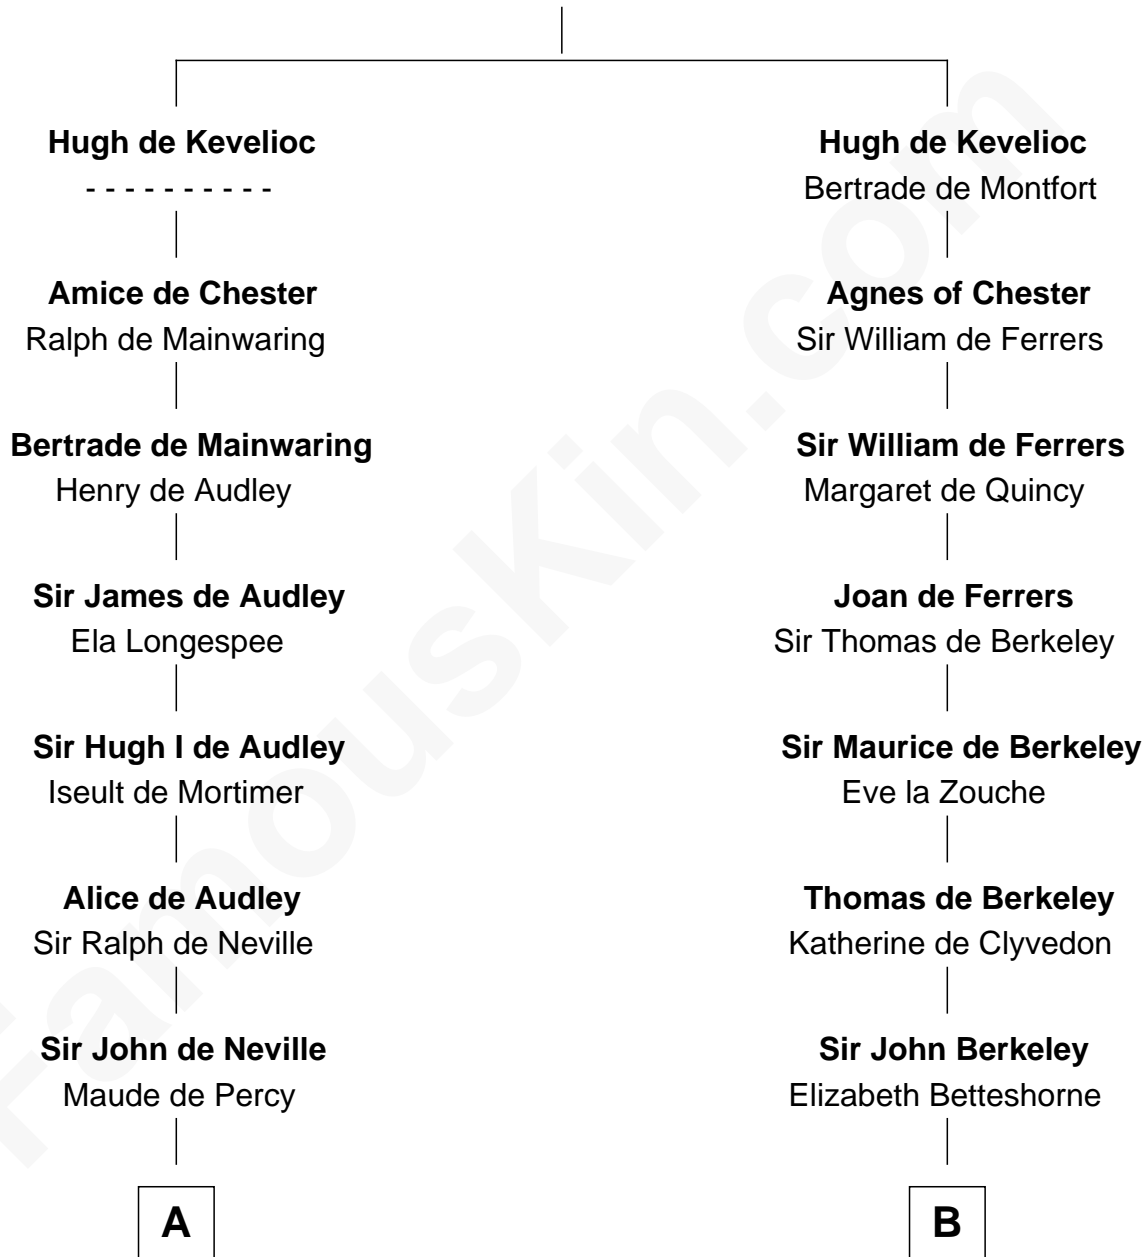 Hugh de Kevelioc
- - - - - - - - - -
Amice de Chester
Ralph de Mainwaring
Bertrade de Mainwaring
Henry de Audley
Sir James de Audley
Ela Longespee
Sir Hugh I de Audley
Iseult de Mortimer
Alice de Audley
Sir Ralph de Neville
Sir John de Neville
Maude de Percy
A
Hugh de Kevelioc
Bertrade de Montfort
Agnes of Chester
Sir William de Ferrers
Sir William de Ferrers
Margaret de Quincy
Joan de Ferrers
Sir Thomas de Berkeley
Sir Maurice de Berkeley
Eve la Zouche
Thomas de Berkeley
Katherine de Clyvedon
Sir John Berkeley
Elizabeth Betteshorne
B
FamousKin.com